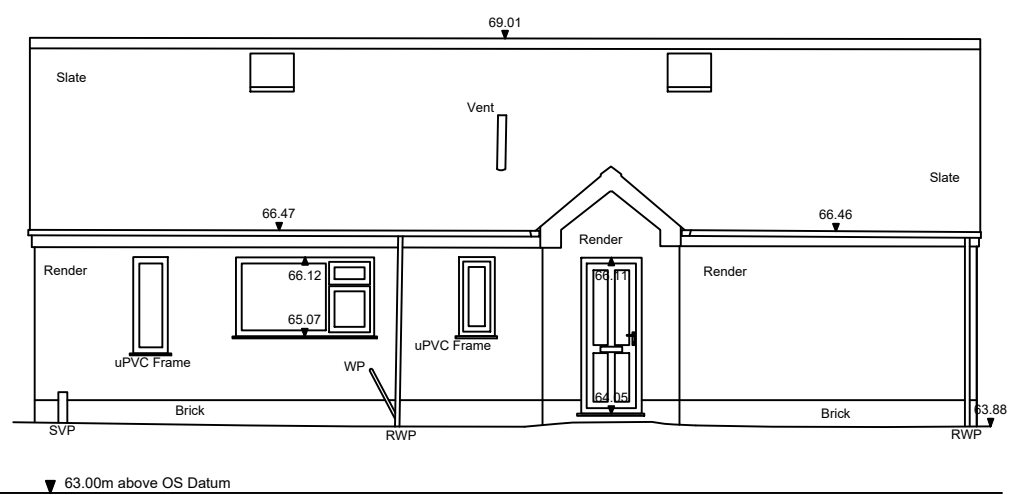 69.01
Slate
Vent
Slate
66.47
66.46
Render
Render
Render
66.12
66.11
65.07
uPVC Frame
uPVC Frame
WP
64.05
Brick
Brick
63.88
SVP
RWP
RWP
63.00m above OS Datum